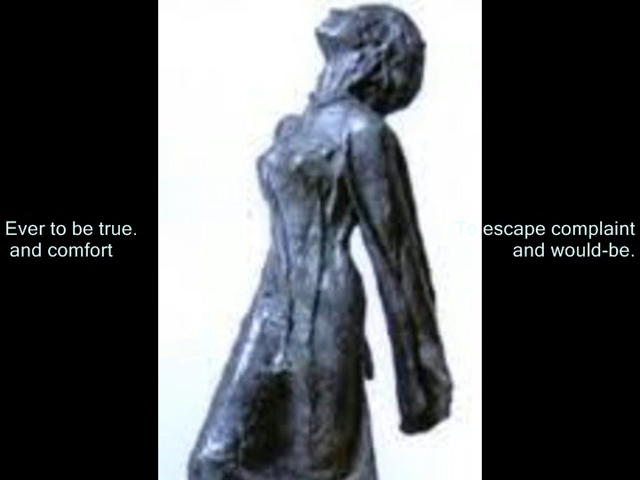 Ever to be true.
and comfort
To escape complaint
and would-be.